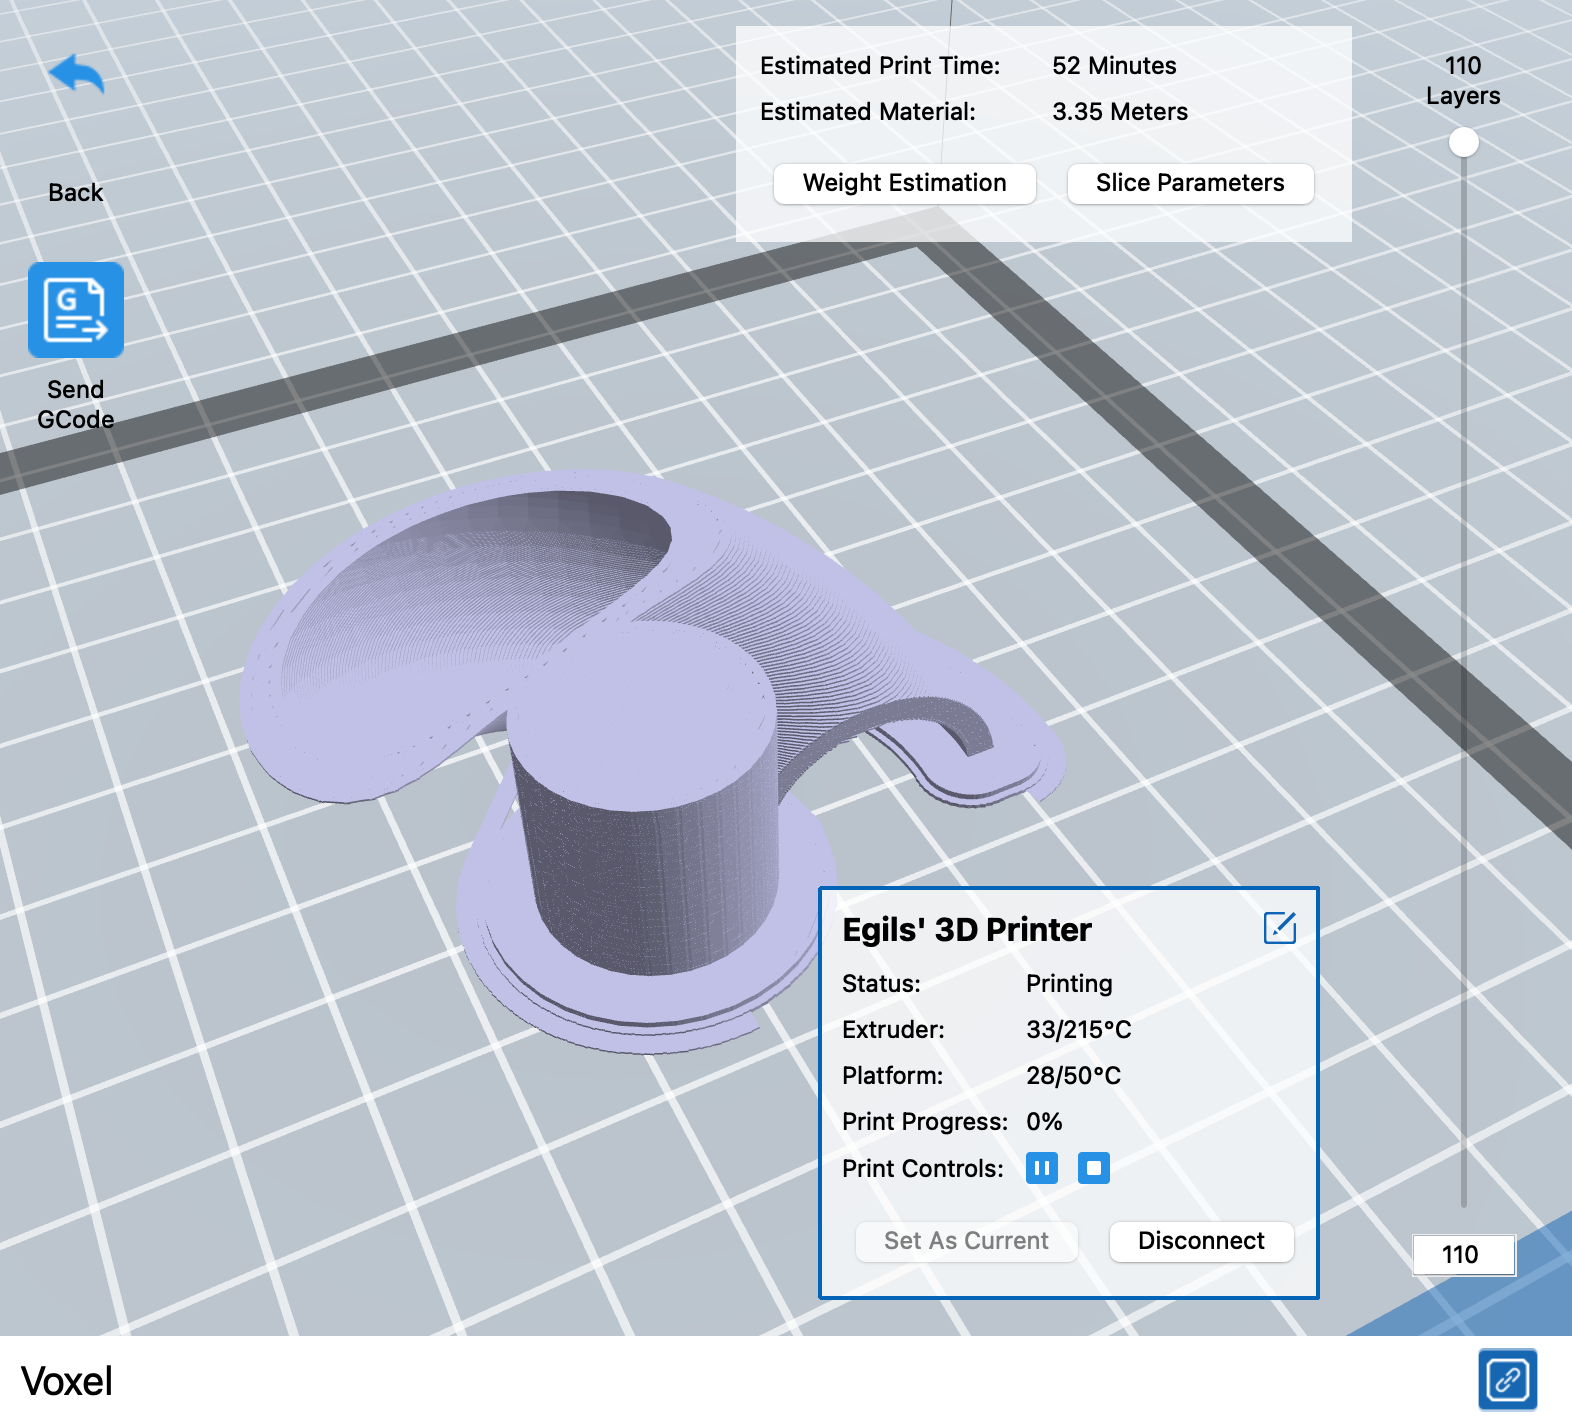 Estimated Print Time: 52 Minutes
Estimated Material: 3.35 Meters
Weight Estimation
Slice Parameters
110
Layers
Back
G
Send
GCode
Egils' 3D Printer
Status: Printing
Extruder: 33/215°C
Platform: 28/50°C
Print Progress: 0%
Print Controls:
Set As Current
Disconnect
110
Voxel